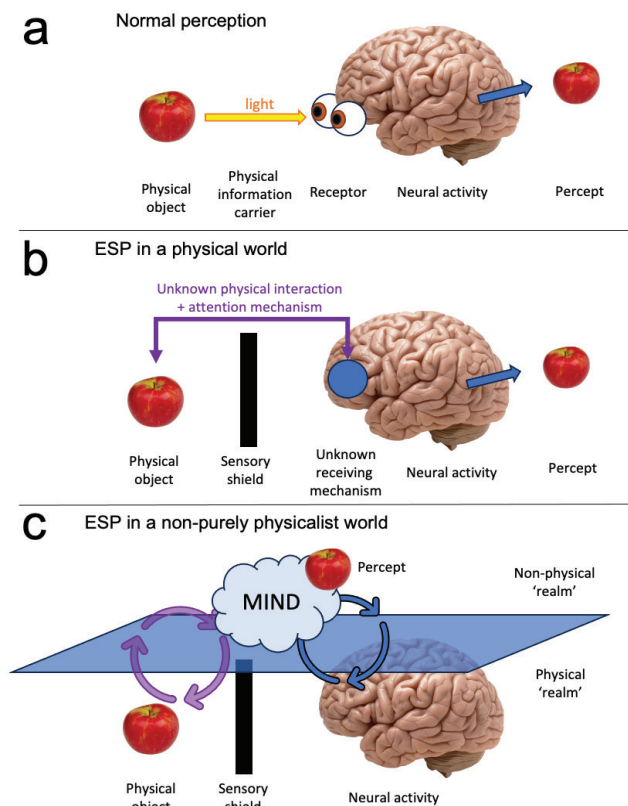 a
Normal perception
light
Physical
object
Physical
information
carrier
Receptor
Neural activity
Percept
b
ESP in a physical world
Unknown physical interaction
+ attention mechanism
Physical
object
Sensory
shield
Unknown
receiving
mechanism
Neural activity
Percept
c
ESP in a non-purely physicalist world
Percept
MIND
Non-physical
‘realm’
Physical
‘realm’
Physical
object
Sensory
shield
Neural activity